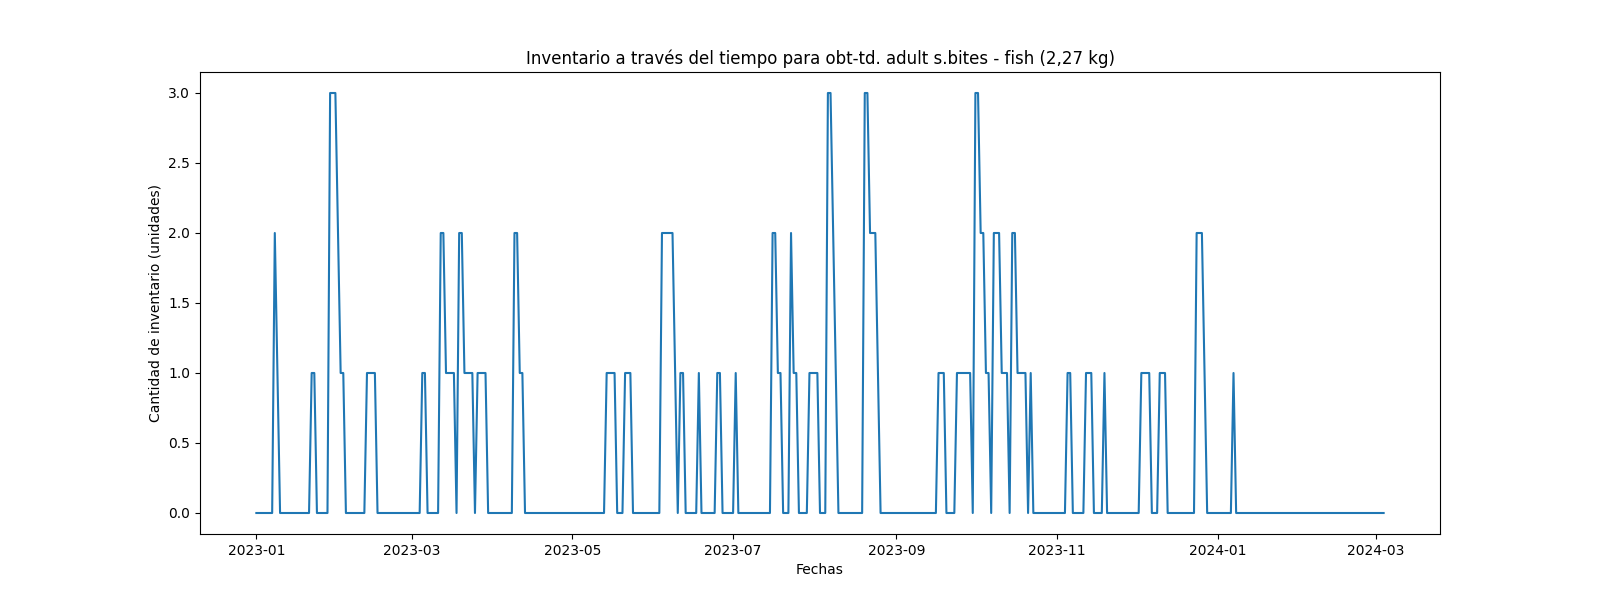 Inventario a través del tiempo para obt-td. adult s.bites - fish (2,27 kg)
Cantidad de inventario (unidades)
3.0
2.5
2.0
1.5
1.0
0.5
0.0
2023-01 2023-03 2023-05 2023-07 2023-09 2023-11 2024-01 2024-03
Fechas